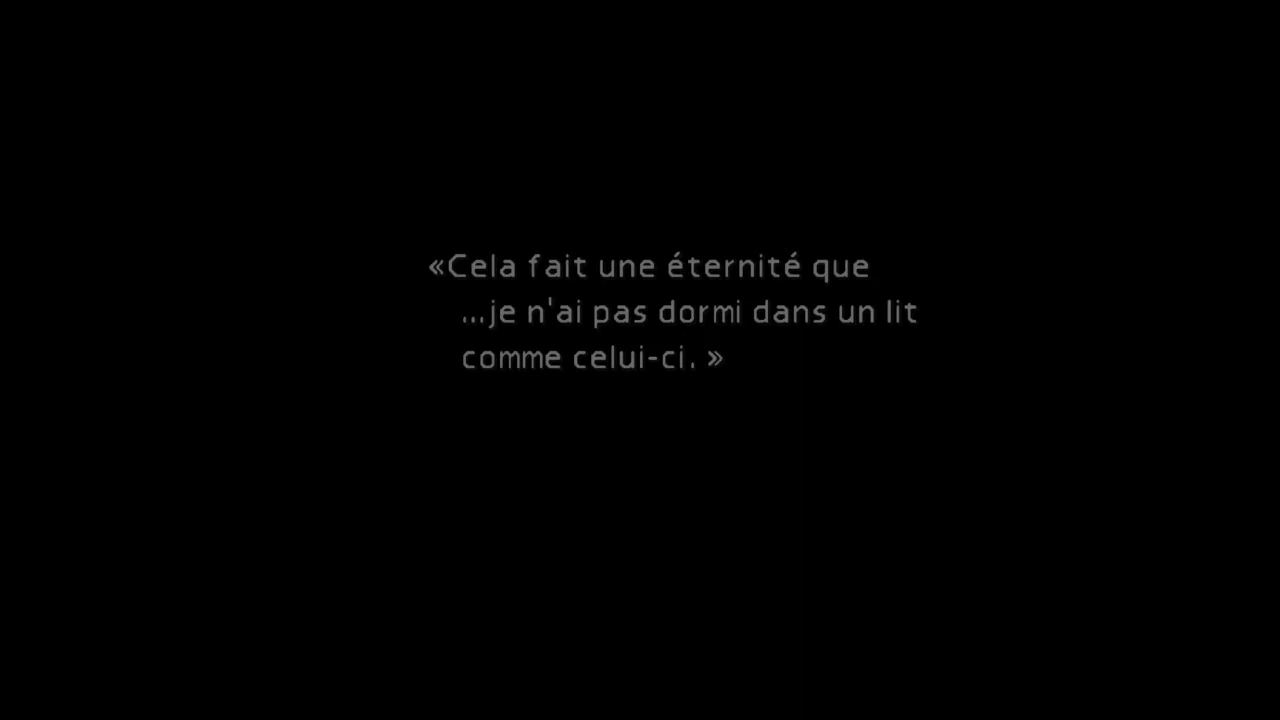 «Cela fait une éternité que
...je n'ai pas dormi dans un lit
comme celui-ci. »